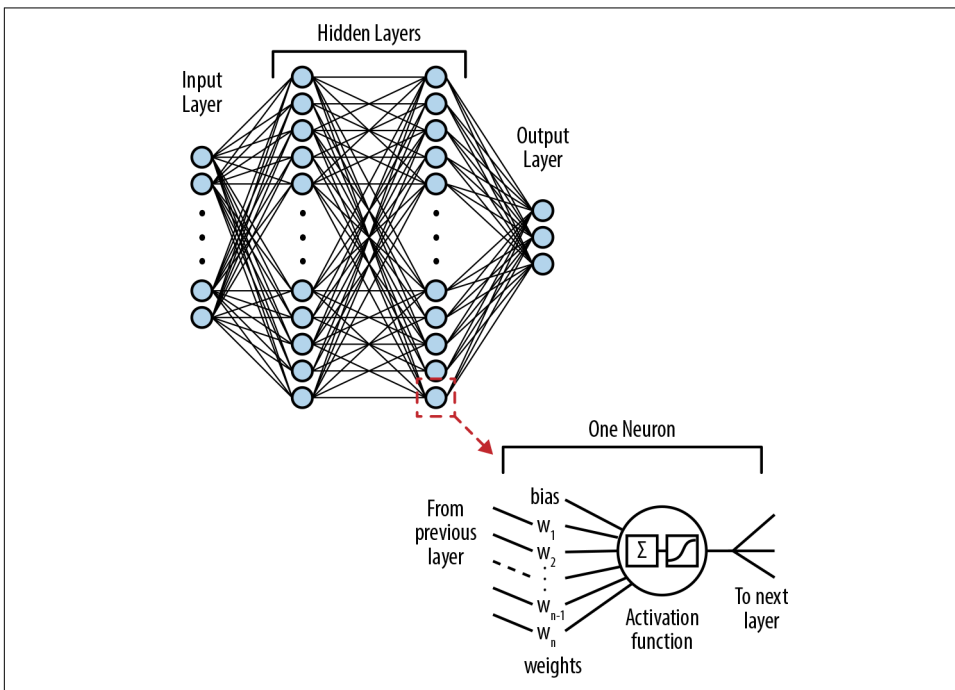 Hidden Layers
Input
Layer
Output
Layer
One Neuron
bias
From
previous
layer
W1
W2
Wn-1
Wn
weights
Σ
Activation
function
To next
layer